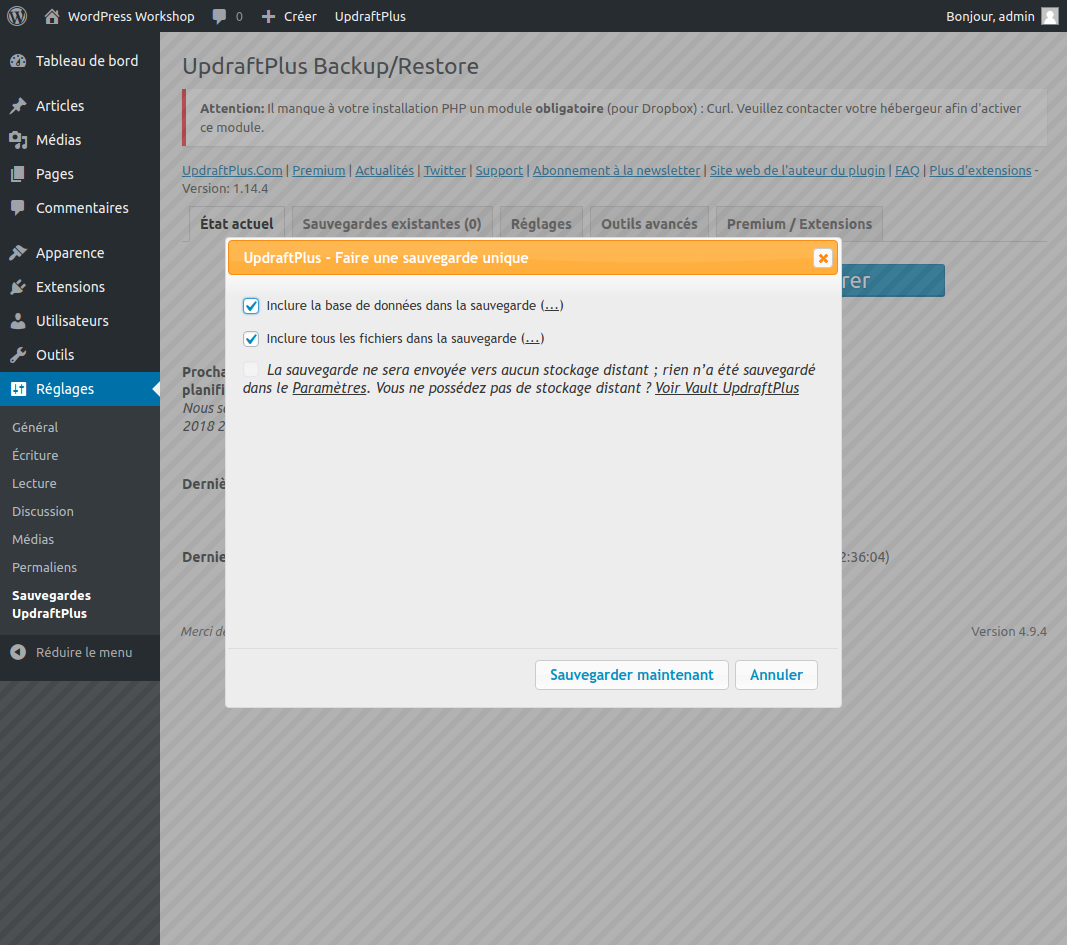 WordPress Workshop 0 Créer UpdraftPlus Bonjour, admin
Tableau de bord
Articles
Médias
Pages
Commentaires
Apparence
Extensions
Utilisateurs
Outils
Réglages
Général
Écriture
Lecture
Discussion
Médias
Permaliens
Sauvegardes
UpdraftPlus
Réduire le menu
UpdraftPlus Backup/Restore
Attention: Il manque à votre installation PHP un module obligatoire (pour Dropbox) : Curl. Veuillez contacter votre hébergeur afin d'activer
ce module.
UpdraftPlus.Com | Premium | Actualités | Twitter | Support | Abonnement à la newsletter | Site web de l'auteur du plugin | FAQ | Plus d'extensions -
Version: 1.14.4
État actuel Sauvegardes existantes (0) Réglages Outils avancés Premium / Extensions
UpdraftPlus - Faire une sauvegarde unique
Inclure la base de données dans la sauvegarde (...)
Inclure tous les fichiers dans la sauvegarde (...)
La sauvegarde ne sera envoyée vers aucun stockage distant ; rien n’a été sauvegardé
dans le Paramètres. Vous ne possédez pas de stockage distant ? Voir Vault UpdraftPlus
Sauvegarder maintenant Annuler
rer
Procha
planifi
Nous s
2018 2
Derniè
Dernie 2:36:04)
Merci de Version 4.9.4